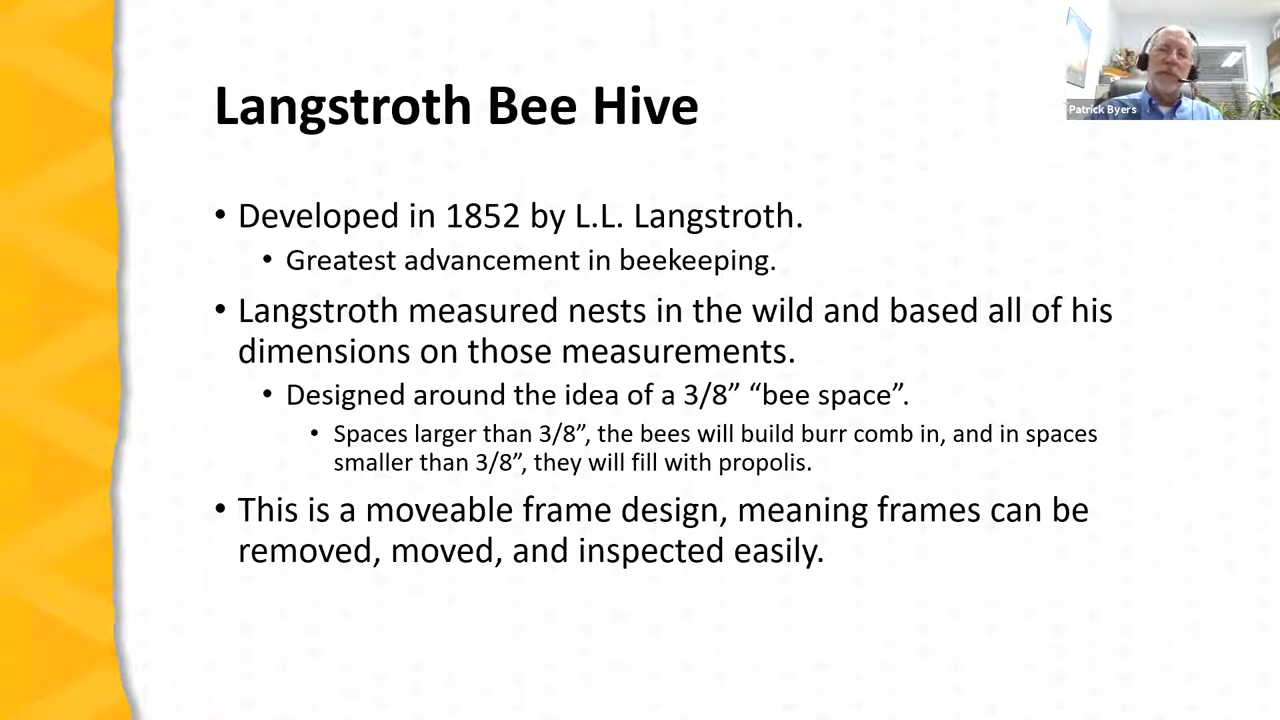 Patrick Byers
Langstroth Bee Hive
• Developed in 1852 by L.L. Langstroth.
• Greatest advancement in beekeeping.
• Langstroth measured nests in the wild and based all of his
dimensions on those measurements.
• Designed around the idea of a 3/8” “bee space”.
• Spaces larger than 3/8”, the bees will build burr comb in, and in spaces
smaller than 3/8”, they will fill with propolis.
• This is a moveable frame design, meaning frames can be
removed, moved, and inspected easily.